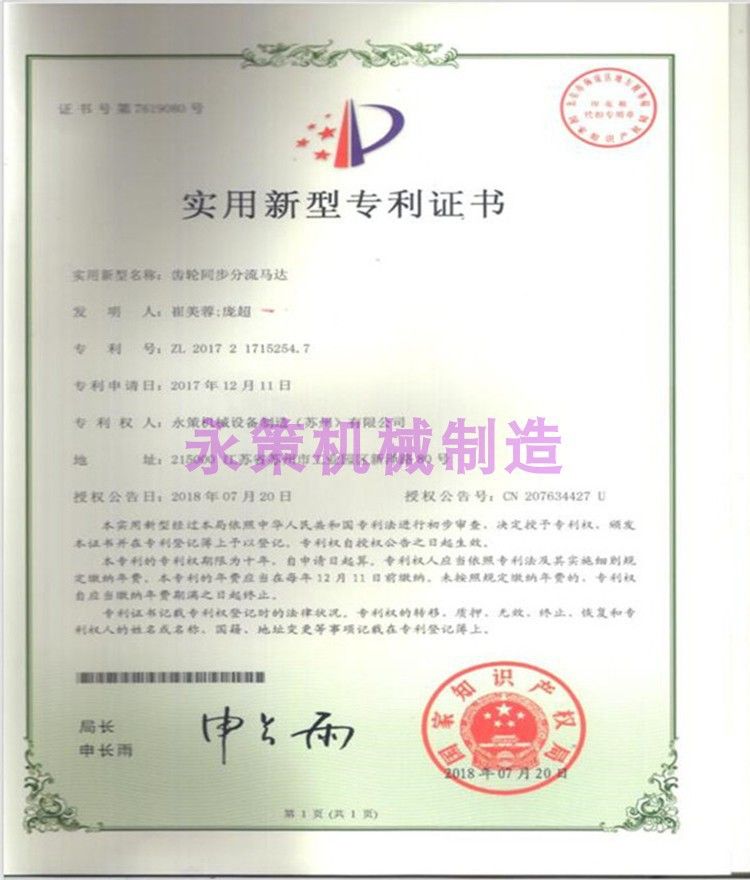 证书号第7619080号
实用新型专利证书
实用新型名称：齿轮同步分流马达
发明人：崔美蓉;庞超
专利号：ZL 2017 2 1715254.7
专利申请日：2017年12月11日
专利权人：永策机械设备制造（苏州）有限公司
永策机械制造
地址：215000 江苏省苏州市工业园区新浙路80号
授权公告日：2018年07月20日 授权公告号：CN 207634427 U
本实用新型经过本局依照中华人民共和国专利法进行初步审查，决定授予专利权，颁发
本证书并在专利登记簿上予以登记，专利权自授权公告之日起生效。
本专利的专利权期限为十年，自申请日起算。专利权人应当依照专利法及其实施细则规
定缴纳年费。本专利的年费应当在每年12月11日前缴纳。未按照规定缴纳年费的，专利权
自应当缴纳年费期满之日起终止。
专利证书记载专利权登记时的法律状况。专利权的转移、质押、无效、终止、恢复和专
利权人的姓名或名称、国籍、地址变更等事项记载在专利登记簿上。
局长
申长雨
申长雨
国家知识产权局
2018年07月20日
第1页(共1页)